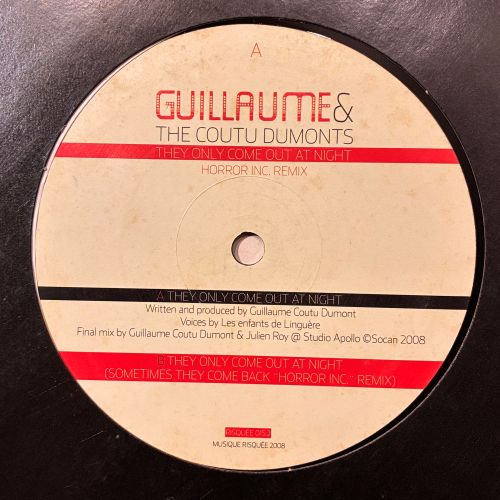 A
GUILLAUME&
THE COUTU DUMONTS
THEY ONLY COME OUT AT NIGHT
HORROR INC. REMIX
A THEY ONLY COME OUT AT NIGHT
Written and produced by Guillaume Coutu Dumont
Voices by Les enfants de Linguère
Final mix by Guillaume Coutu Dumont & Julien Roy @ Studio Apollo ©Socan 2008
THEY ONLY COME OUT AT NIGHT
(SOMETIMES THEY COME BACK "HORROR INC." REMIX)
MUSIQUE RISQUÉE 2008